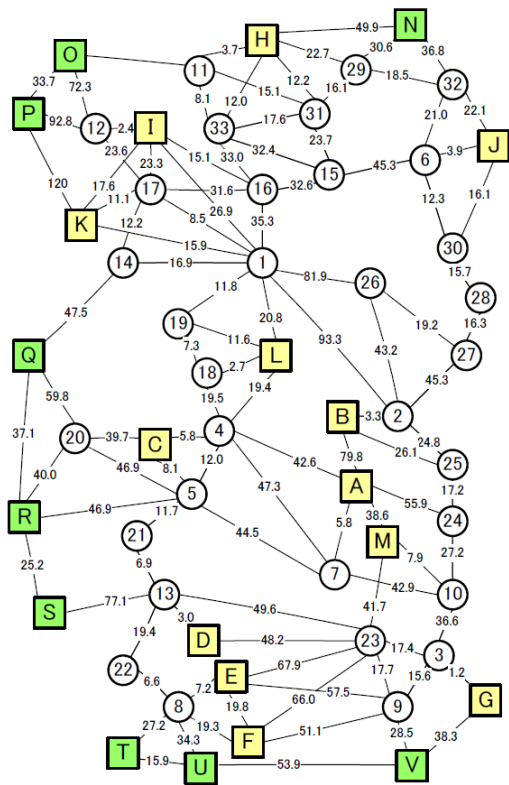 49.9 N
H 30.6
O 3.7 22.7 36.8
33.7 72.3 11 29 18.5 32
P 8.1 12.0 15.1 12.2 16.1 22.1
92.8 12 2.4 I 33 17.6 31 21.0
23.6 23.3 15.1 33.0 32.4 23.7 6 3.9 J
120 17.6 11.1 17 31.6 16 32.6 15 45.3
K 12.2 8.5 26.9 35.3 12.3 16.1
15.9 30
14 16.9 1 81.9 26 15.7
11.8 28
47.5 19 20.8 93.3 19.2 16.3
Q 7.3 11.6 L 43.2 27
18 2.7 45.3
59.8 19.5 19.4 B 3.3 2
37.1 C 5.8 4 24.8
20 39.7 79.8 26.1 25
40.0 8.1 12.0 42.6 17.2
46.9 5 47.3 A 55.9 24
R 46.9 11.7 38.6
21 44.5 5.8 M 27.2
25.2 6.9 7 42.9 7.9 10
S 77.1 13 49.6 41.7 36.6
3.0
19.4 D 48.2 23 17.4 3
22 67.9 1.2
6.6 7.2 E 57.5 17.7 15.6 G
8 19.8 66.0 9
27.2 19.3 F 51.1 28.5 38.3
T 34.3
15.9 U 53.9 V